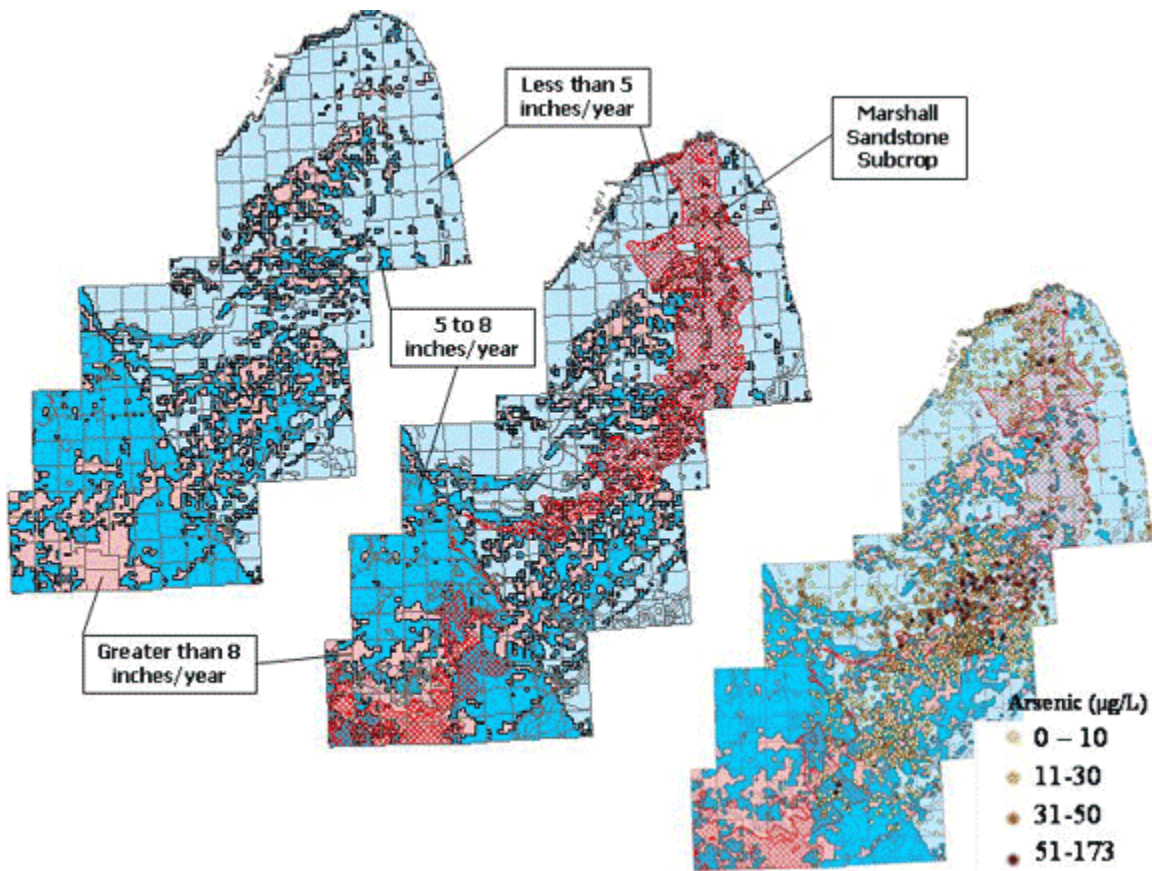 Less than 5
inches/year
Marshall
Sandstone
Subcrop
5 to 8
inches/year
Greater than 8
inches/year
Arsenic (µg/L)
0 – 10
11-30
31-50
51-173